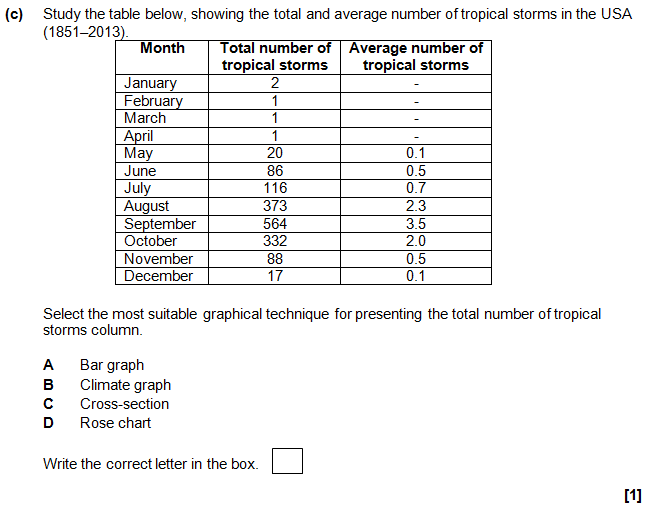 (c) Study the table below, showing the total and average number of tropical storms in the USA
(1851–2013).
Month Total number of tropical storms Average number of tropical storms
January 2 -
February 1 -
March 1 -
April 1 -
May 20 0.1
June 86 0.5
July 116 0.7
August 373 2.3
September 564 3.5
October 332 2.0
November 88 0.5
December 17 0.1
Select the most suitable graphical technique for presenting the total number of tropical
storms column.
A Bar graph
B Climate graph
C Cross-section
D Rose chart
Write the correct letter in the box.
[1]